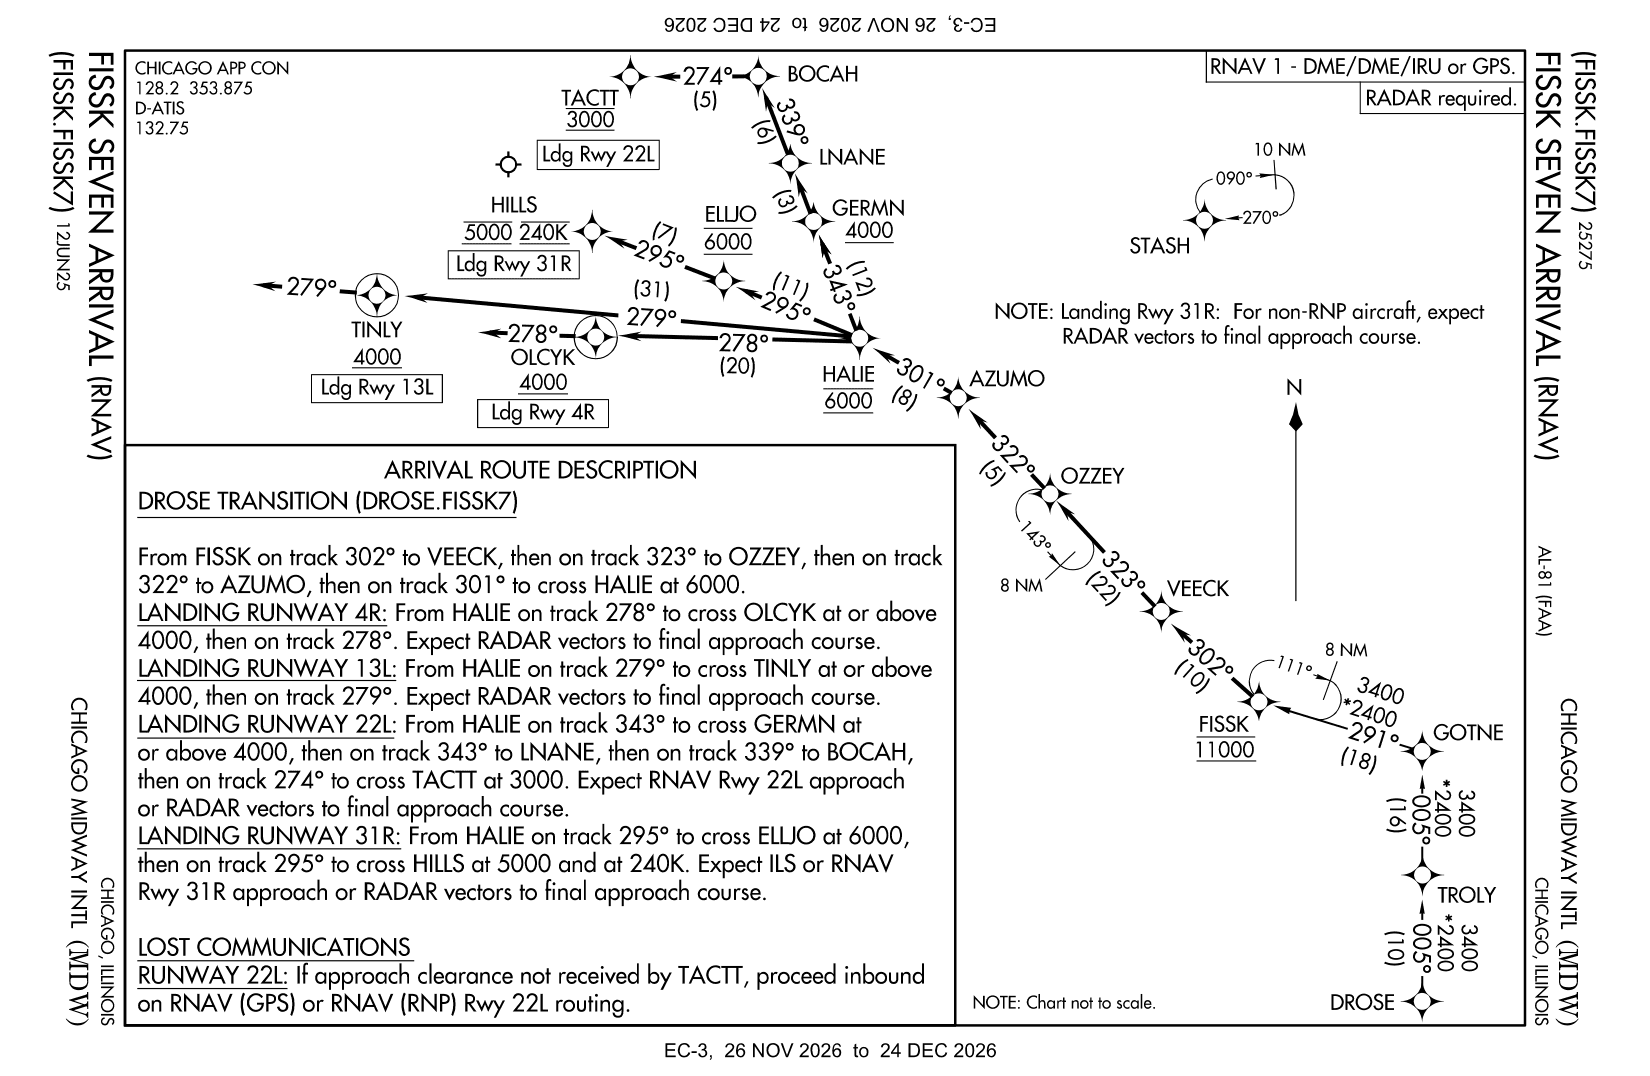 EC-3, 26 NOV 2026 to 24 DEC 2026
(FISSK.FISSK7) 12JUN25
FISSK SEVEN ARRIVAL (RNAV)
CHICAGO MIDWAY INTL (MDW)
CHICAGO, ILLINOIS
CHICAGO APP CON
128.2 353.875
D-ATIS
132.75
RNAV 1 - DME/DME/IRU or GPS.
RADAR required.
TACTT
3000
Ldg Rwy 22L
274°
(5)
BOCAH
339°
(6)
LNANE
(3)
GERMN
4000
343°
(12)
HILLS
5000 240K
Ldg Rwy 31R
(7)
295°
ELLJO
6000
(11)
295°
279°
TINLY
4000
Ldg Rwy 13L
(31)
279°
278°
OLCYK
4000
Ldg Rwy 4R
278°
(20)
HALIE
6000
301°
(8)
AZUMO
322°
(5)
OZZEY
143°
8 NM
323°
(22)
VEECK
302°
(10)
FISSK
11000
111°
8 NM
3400
*2400
291°
(18)
GOTNE
3400
*2400
005°
(16)
TROLY
3400
*2400
005°
(10)
DROSE
10 NM
090°
270°
STASH
NOTE: Landing Rwy 31R: For non-RNP aircraft, expect
RADAR vectors to final approach course.
N
NOTE: Chart not to scale.
ARRIVAL ROUTE DESCRIPTION
DROSE TRANSITION (DROSE.FISSK7)
From FISSK on track 302° to VEECK, then on track 323° to OZZEY, then on track
322° to AZUMO, then on track 301° to cross HALIE at 6000.
LANDING RUNWAY 4R: From HALIE on track 278° to cross OLCYK at or above
4000, then on track 278°. Expect RADAR vectors to final approach course.
LANDING RUNWAY 13L: From HALIE on track 279° to cross TINLY at or above
4000, then on track 279°. Expect RADAR vectors to final approach course.
LANDING RUNWAY 22L: From HALIE on track 343° to cross GERMN at
or above 4000, then on track 343° to LNANE, then on track 339° to BOCAH,
then on track 274° to cross TACTT at 3000. Expect RNAV Rwy 22L approach
or RADAR vectors to final approach course.
LANDING RUNWAY 31R: From HALIE on track 295° to cross ELLJO at 6000,
then on track 295° to cross HILLS at 5000 and at 240K. Expect ILS or RNAV
Rwy 31R approach or RADAR vectors to final approach course.
LOST COMMUNICATIONS
RUNWAY 22L: If approach clearance not received by TACTT, proceed inbound
on RNAV (GPS) or RNAV (RNP) Rwy 22L routing.
(FISSK.FISSK7) 25275
FISSK SEVEN ARRIVAL (RNAV)
AL-81 (FAA)
CHICAGO MIDWAY INTL (MDW)
CHICAGO, ILLINOIS
EC-3, 26 NOV 2026 to 24 DEC 2026